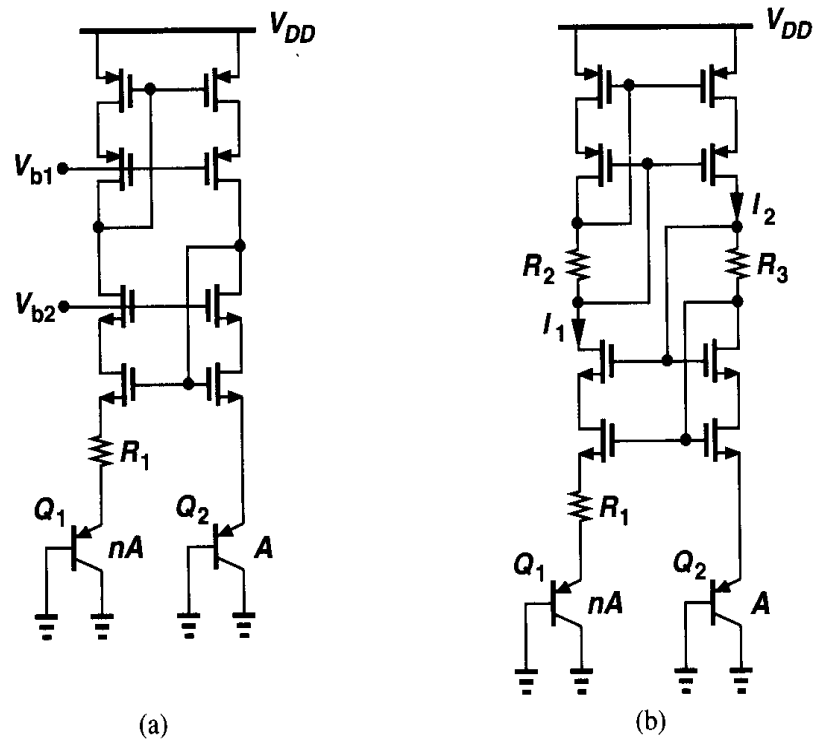 V_DD
V_b1
V_b2
R_1
Q_1
nA
Q_2
A
(a)
V_DD
I_2
R_2
R_3
I_1
R_1
Q_1
nA
Q_2
A
(b)